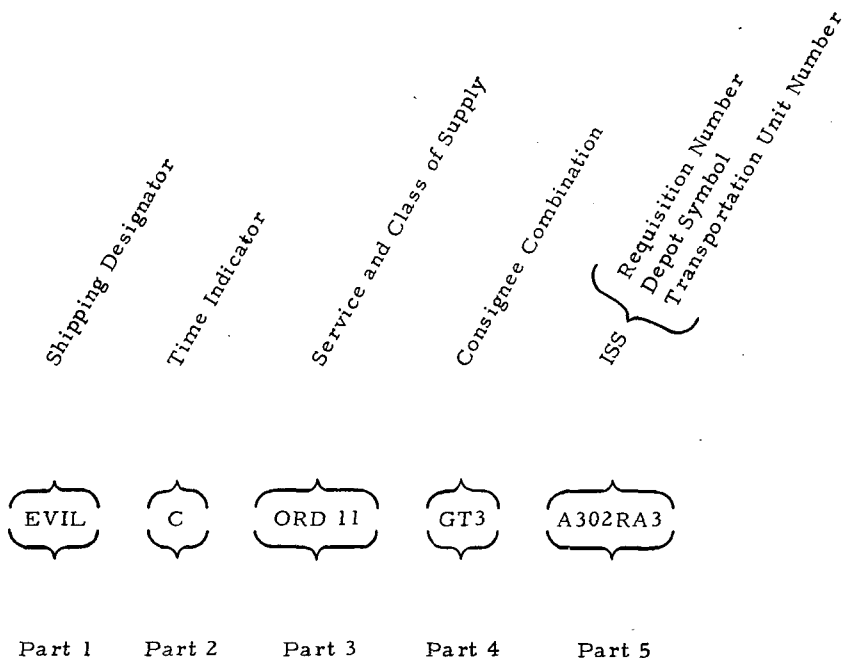 Shipping Designator
Time Indicator
Service and Class of Supply
Consignee Combination
ISS
Requisition Number
Depot Symbol
Transportation Unit Number
EVIL C ORD 11 GT3 A302RA3
Part 1 Part 2 Part 3 Part 4 Part 5